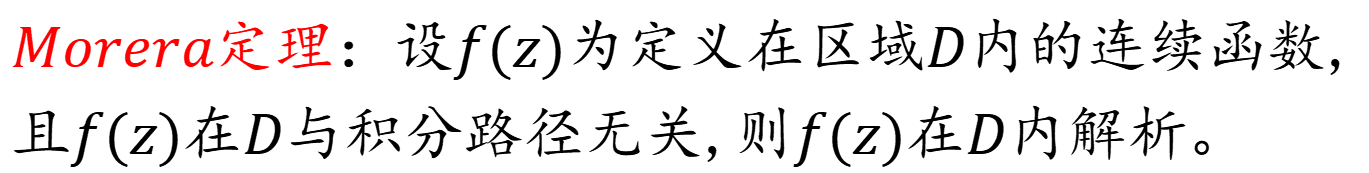 Morera定理：设f(z)为定义在区域D内的连续函数,
且f(z)在D与积分路径无关,则f(z)在D内解析。